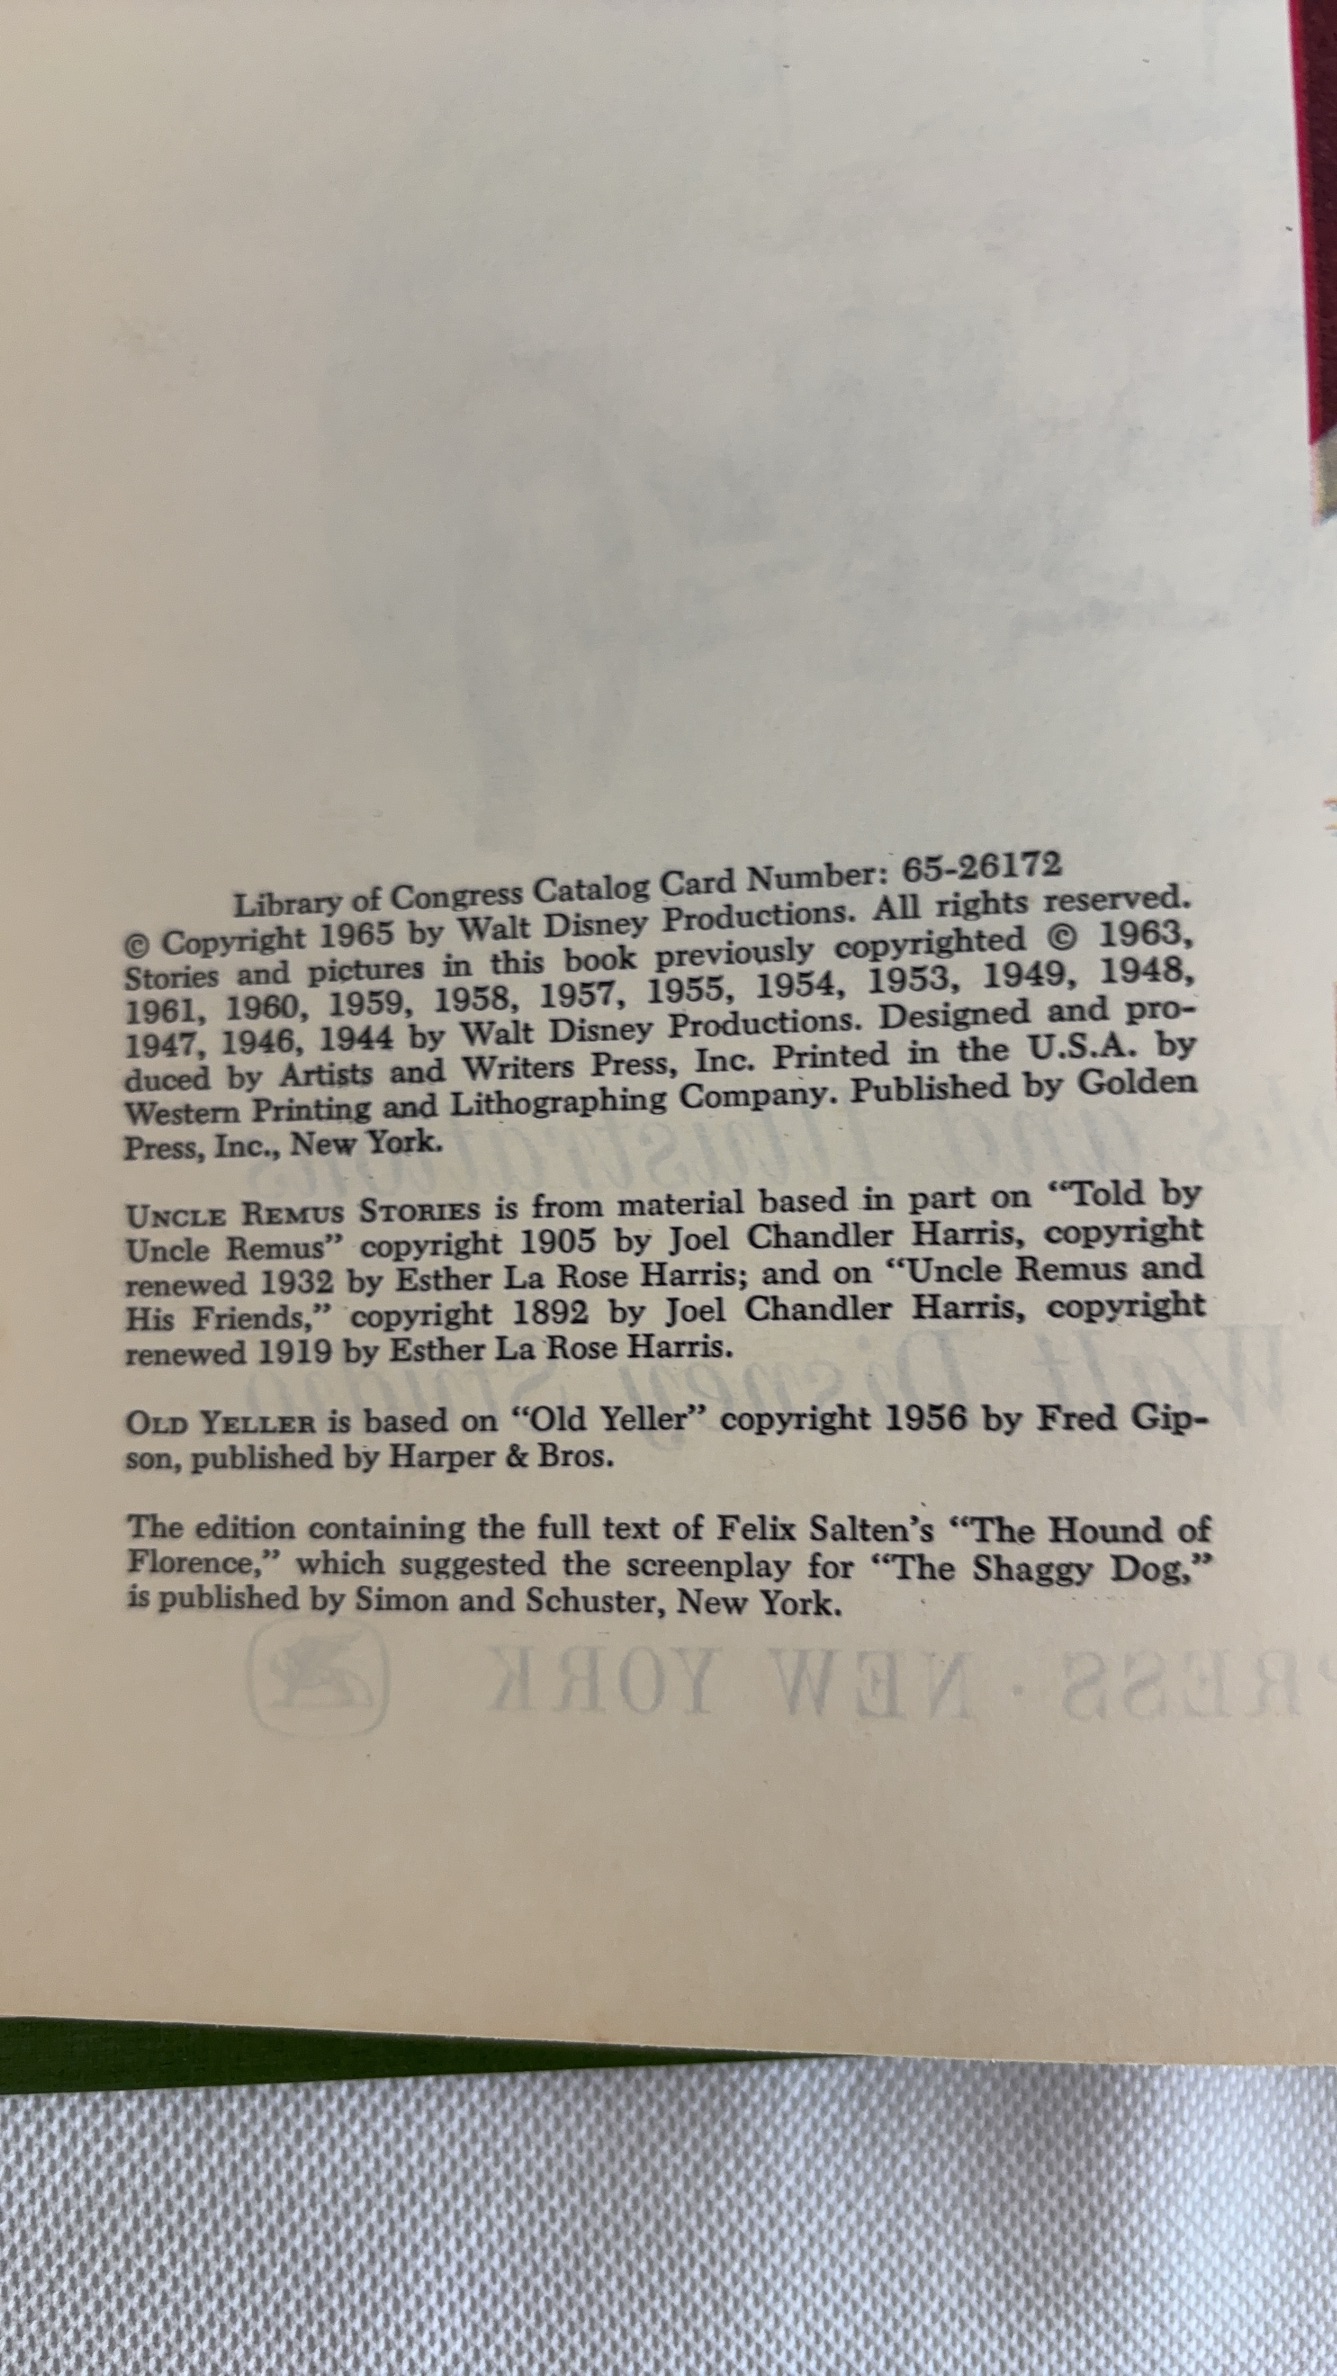 Library of Congress Catalog Card Number: 65-26172
© Copyright 1965 by Walt Disney Productions. All rights reserved.
Stories and pictures in this book previously copyrighted © 1963,
1961, 1960, 1959, 1958, 1957, 1955, 1954, 1953, 1949, 1948,
1947, 1946, 1944 by Walt Disney Productions. Designed and pro-
duced by Artists and Writers Press, Inc. Printed in the U.S.A. by
Western Printing and Lithographing Company. Published by Golden
Press, Inc., New York.
UNCLE REMUS STORIES is from material based in part on “Told by
Uncle Remus” copyright 1905 by Joel Chandler Harris, copyright
renewed 1932 by Esther La Rose Harris; and on “Uncle Remus and
His Friends,” copyright 1892 by Joel Chandler Harris, copyright
renewed 1919 by Esther La Rose Harris.
OLD YELLER is based on “Old Yeller” copyright 1956 by Fred Gip-
son, published by Harper & Bros.
The edition containing the full text of Felix Salten’s “The Hound of
Florence,” which suggested the screenplay for “The Shaggy Dog,”
is published by Simon and Schuster, New York.